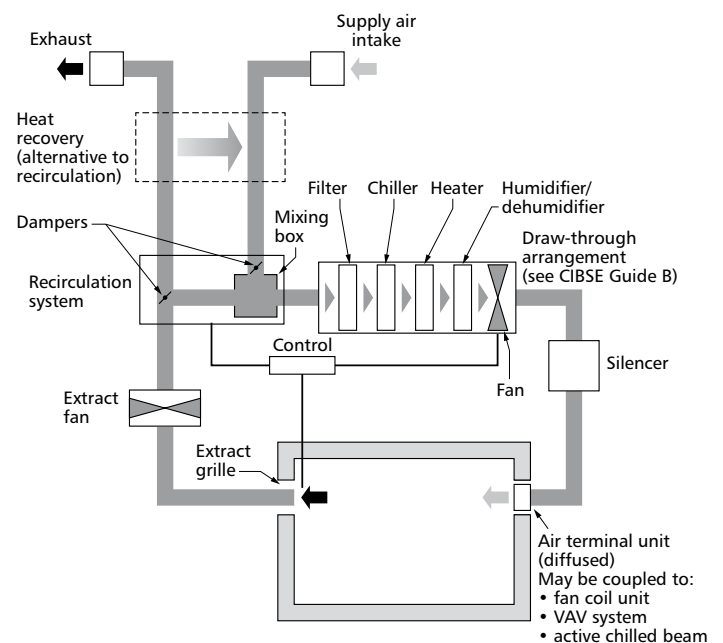 Exhaust
Supply air
intake
Heat
recovery
(alternative to
recirculation)
Filter
Chiller
Heater
Humidifier/
dehumidifier
Dampers
Mixing
box
Draw-through
arrangement
(see CIBSE Guide B)
Recirculation
system
Control
Fan
Silencer
Extract
fan
Extract
grille
Air terminal unit
(diffused)
May be coupled to:
• fan coil unit
• VAV system
• active chilled beam